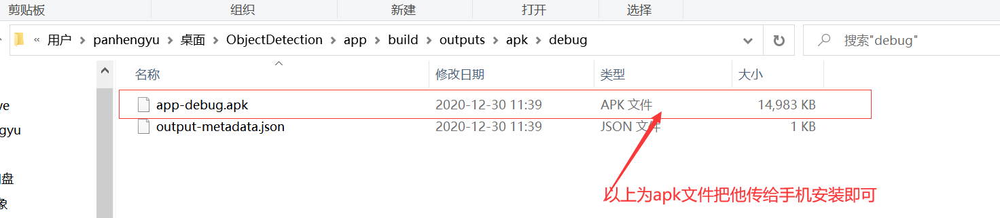 剪贴板 组织 新建 打开 选择
« 用户 panhengyu 桌面 ObjectDetection app build outputs apk debug 搜索"debug"
名称 修改日期 类型 大小
app-debug.apk 2020-12-30 11:39 APK 文件 14,983 KB
output-metadata.json 2020-12-30 11:39 JSON 文件 1 KB
ye
gyu
盘
象
以上为apk文件把他传给手机安装即可